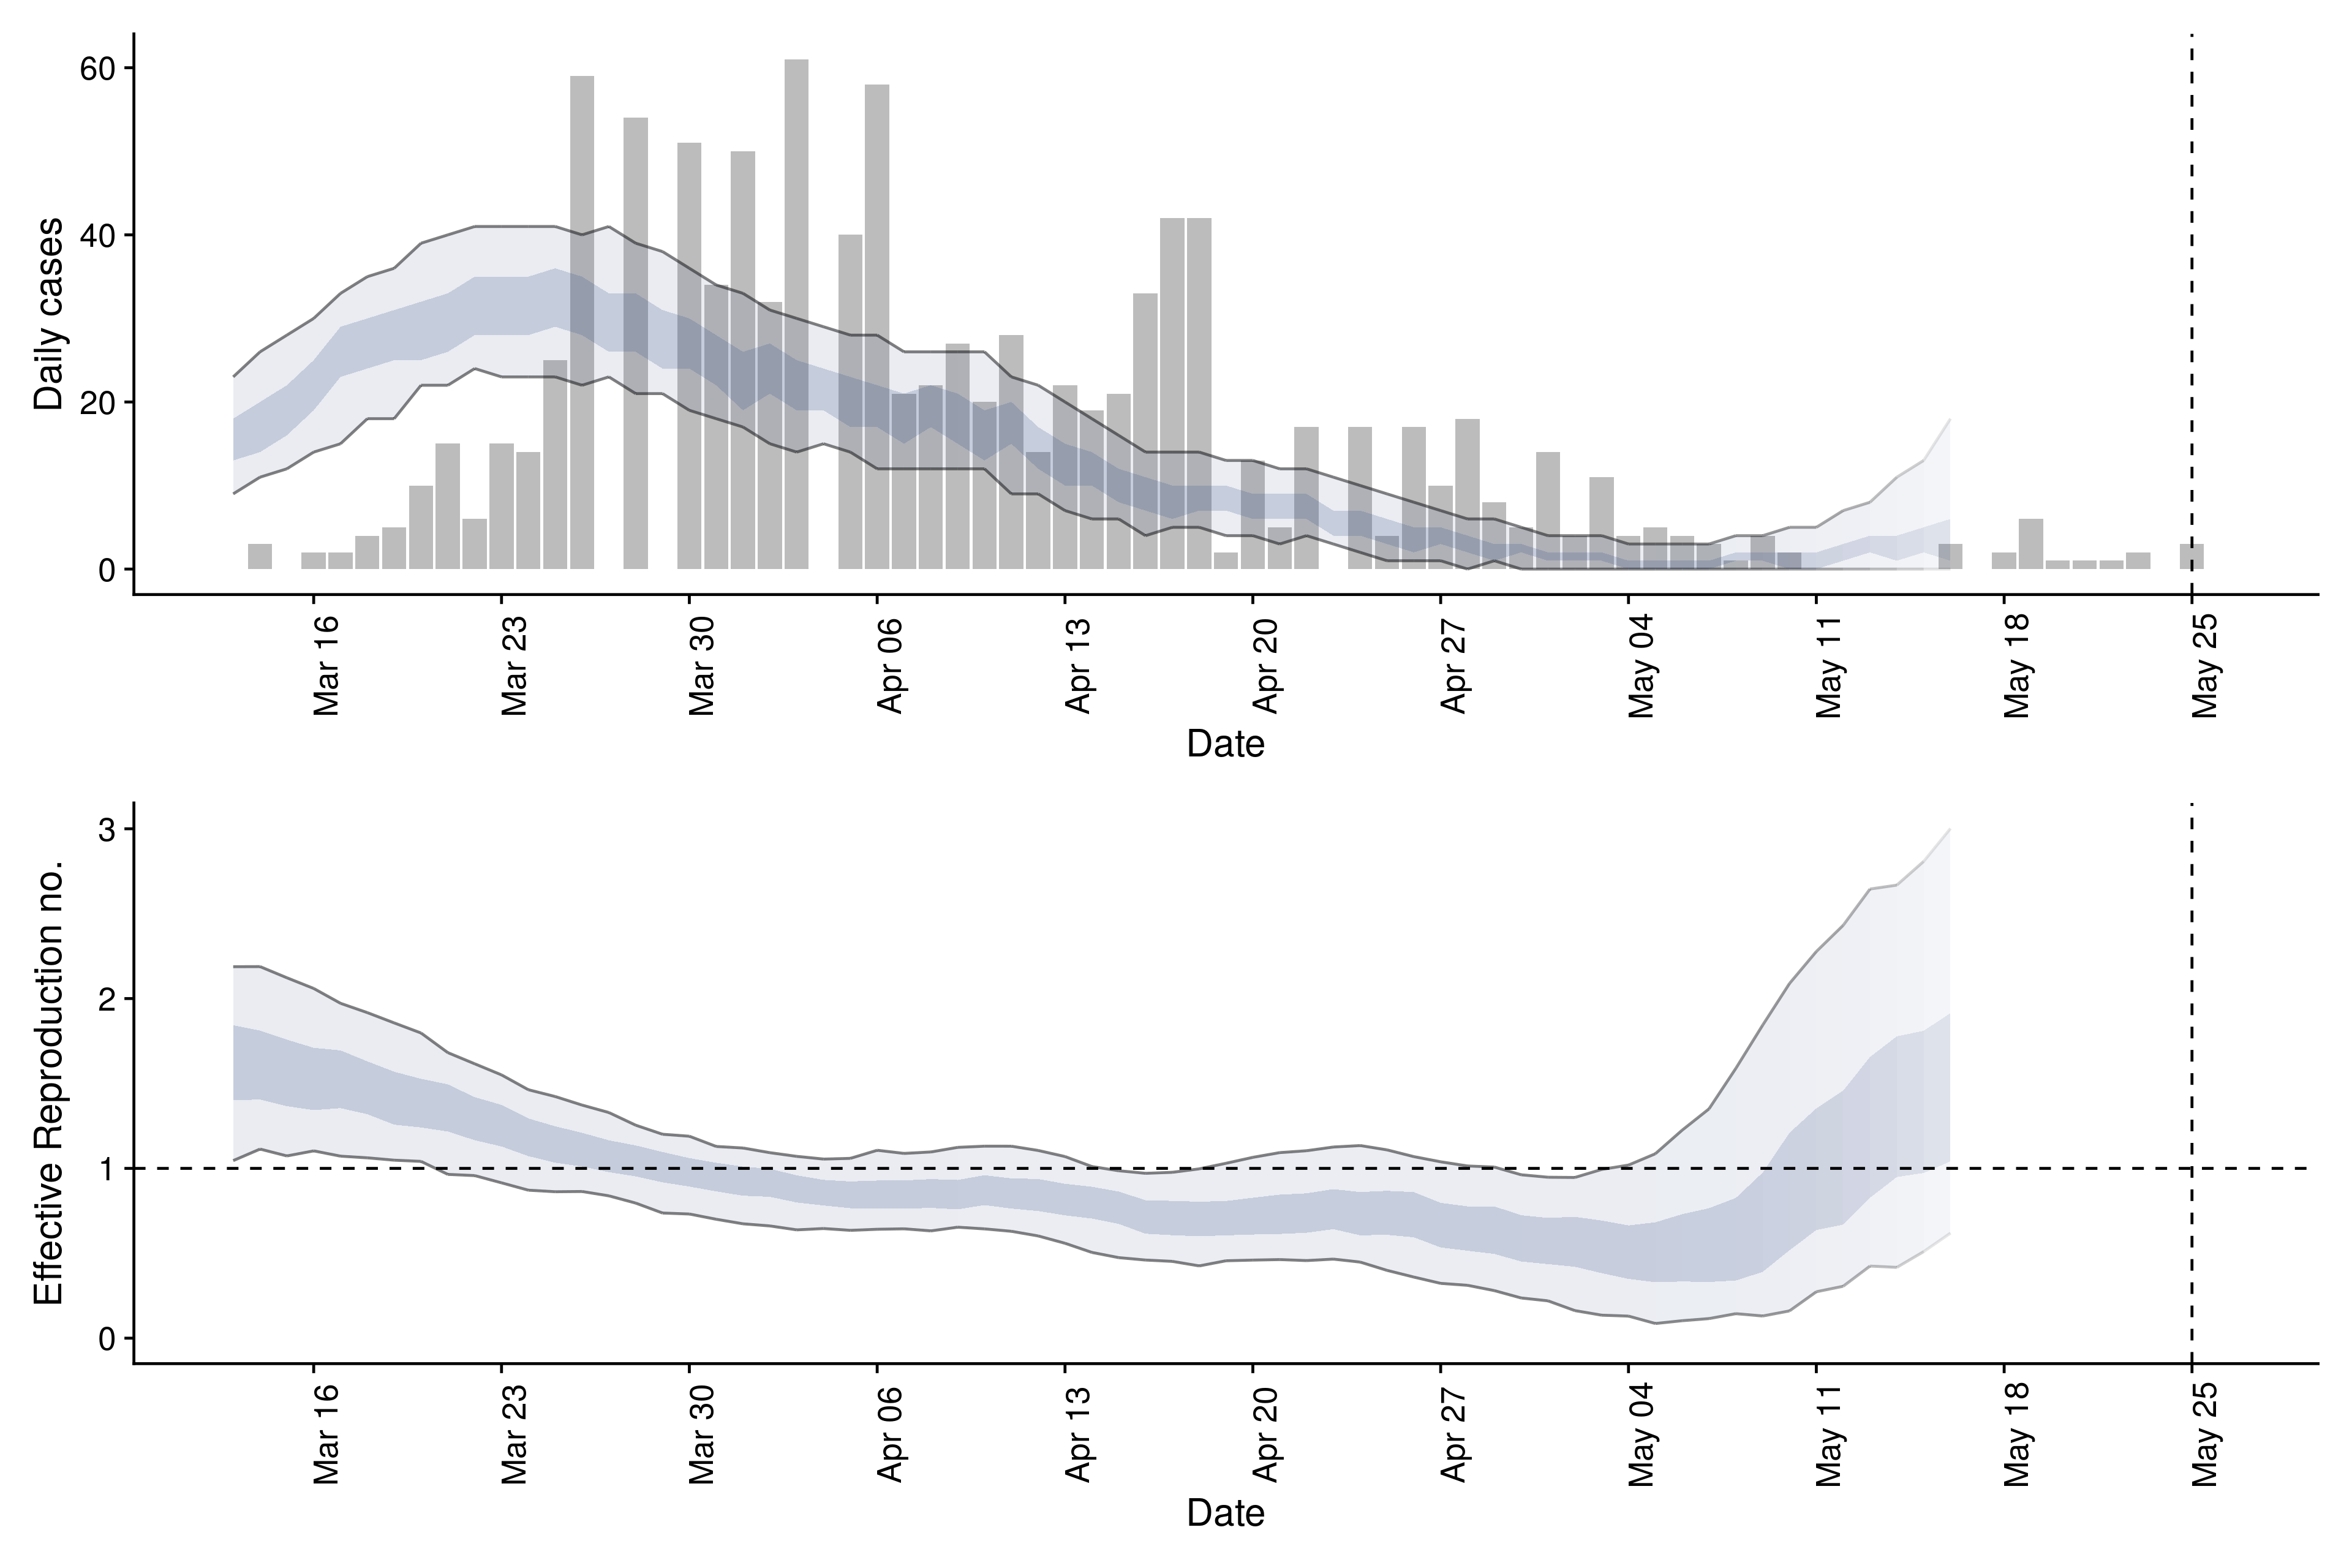 Daily cases
60
40
20
0
Mar 16
Mar 23
Mar 30
Apr 06
Apr 13
Apr 20
Apr 27
May 04
May 11
May 18
May 25
Date
Effective Reproduction no.
3
2
1
0
Mar 16
Mar 23
Mar 30
Apr 06
Apr 13
Apr 20
Apr 27
May 04
May 11
May 18
May 25
Date